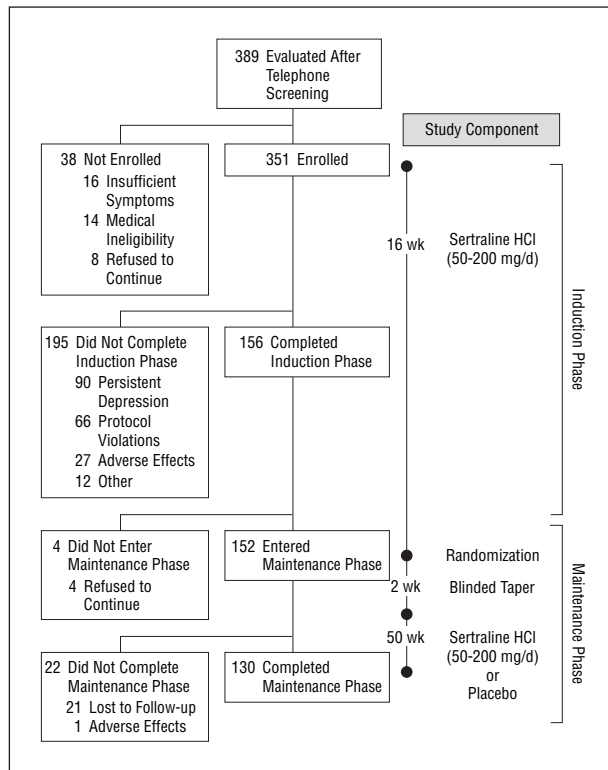 389 Evaluated After
Telephone
Screening
Study Component
38 Not Enrolled
16 Insufficient
Symptoms
14 Medical
Ineligibility
8 Refused to
Continue
351 Enrolled
16 wk
Sertraline HCl
(50-200 mg/d)
Induction Phase
195 Did Not Complete
Induction Phase
90 Persistent
Depression
66 Protocol
Violations
27 Adverse Effects
12 Other
156 Completed
Induction Phase
4 Did Not Enter
Maintenance Phase
4 Refused to
Continue
152 Entered
Maintenance Phase
Randomization
2 wk
Blinded Taper
50 wk
Sertraline HCl
(50-200 mg/d)
or
Placebo
Maintenance Phase
22 Did Not Complete
Maintenance Phase
21 Lost to Follow-up
1 Adverse Effects
130 Completed
Maintenance Phase